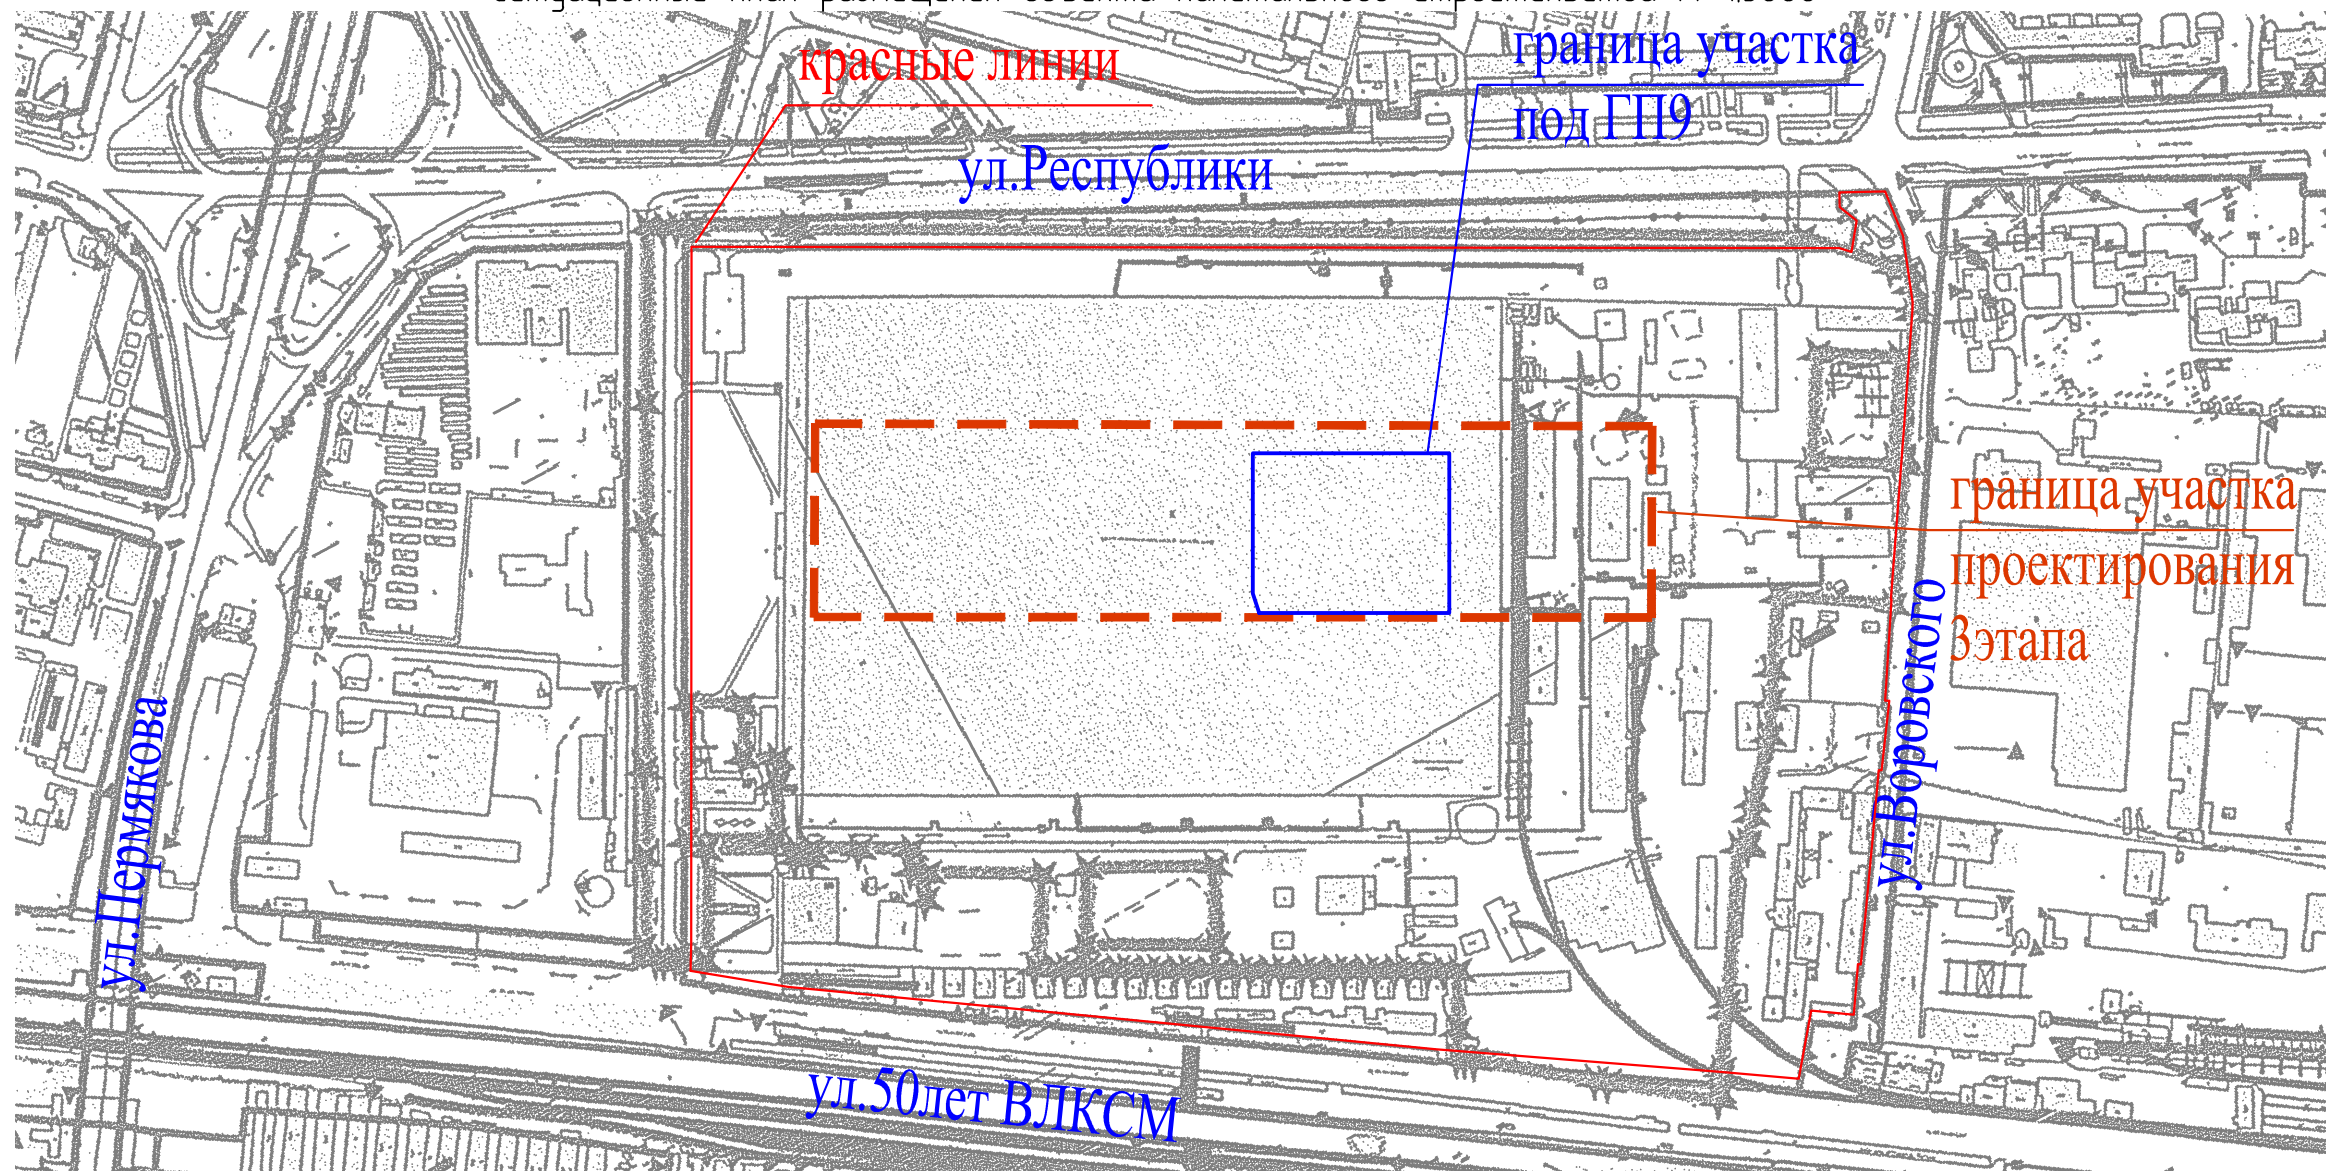 красные линии
граница участка
под ГП9
ул.Республики
граница участка
проектирования
3этапа
ул.Воровского
ул.Пермякова
ул.50лет ВЛКСМ